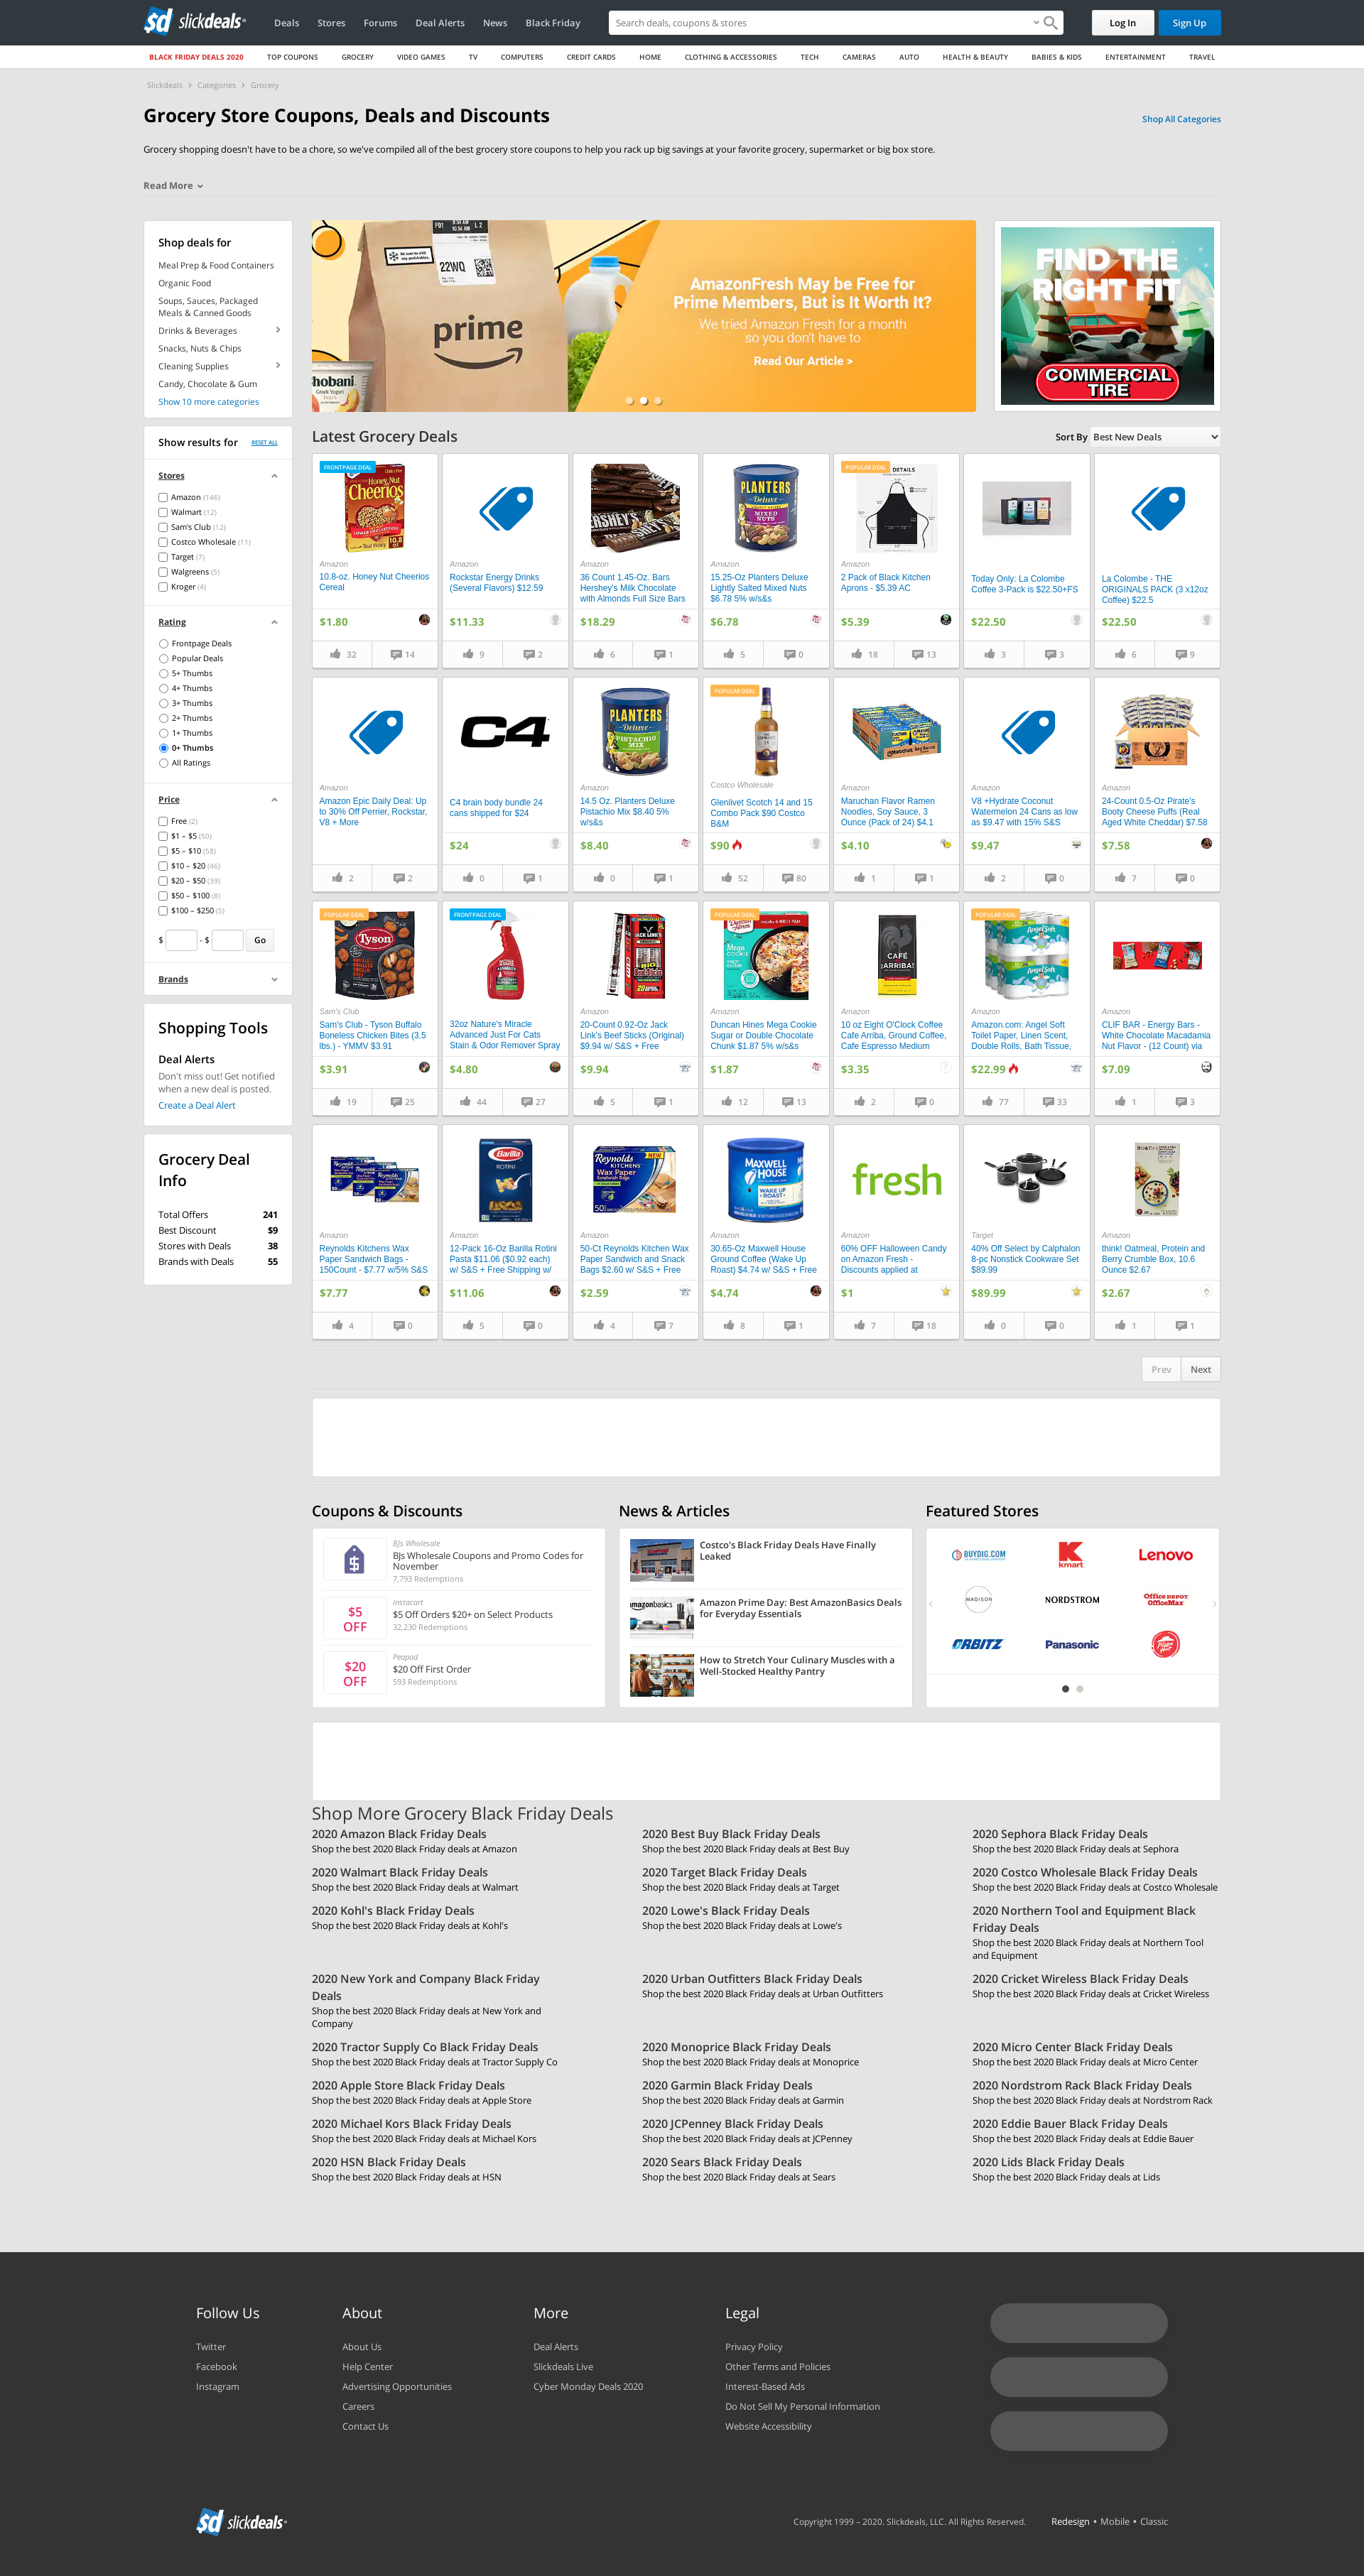 sd slickdeals
Deals Stores Forums Deal Alerts News Black Friday
Search deals, coupons & stores
Log In Sign Up
BLACK FRIDAY DEALS 2020 TOP COUPONS GROCERY VIDEO GAMES TV COMPUTERS CREDIT CARDS HOME CLOTHING & ACCESSORIES TECH CAMERAS AUTO HEALTH & BEAUTY BABIES & KIDS ENTERTAINMENT TRAVEL
Slickdeals › Categories › Grocery
Grocery Store Coupons, Deals and Discounts
Shop All Categories
Grocery shopping doesn't have to be a chore, so we've compiled all of the best grocery store coupons to help you rack up big savings at your favorite grocery, supermarket or big box store.
Read More
Shop deals for
Meal Prep & Food Containers
Organic Food
Soups, Sauces, Packaged
Meals & Canned Goods
Drinks & Beverages
Snacks, Nuts & Chips
Cleaning Supplies
Candy, Chocolate & Gum
Show 10 more categories
Show results for RESET ALL
Stores
Amazon (146)
Walmart (12)
Sam's Club (12)
Costco Wholesale (11)
Target (7)
Walgreens (5)
Kroger (4)
Rating
Frontpage Deals
Popular Deals
5+ Thumbs
4+ Thumbs
3+ Thumbs
2+ Thumbs
1+ Thumbs
0+ Thumbs
All Ratings
Price
Free (2)
$1 – $5 (50)
$5 – $10 (58)
$10 – $20 (46)
$20 – $50 (39)
$50 – $100 (8)
$100 – $250 (5)
$ - $ Go
Brands
Shopping Tools
Deal Alerts
Don't miss out! Get notified
when a new deal is posted.
Create a Deal Alert
Grocery Deal
Info
Total Offers 241
Best Discount $9
Stores with Deals 38
Brands with Deals 55
22WQ
prime
hobani
AmazonFresh May be Free for
Prime Members, But is It Worth It?
We tried Amazon Fresh for a month
so you don't have to
Read Our Article >
FIND THE
RIGHT FIT
COMMERCIAL
TIRE
Latest Grocery Deals
Sort By Best New Deals
FRONTPAGE DEAL
Honey Nut
Cheerios
Amazon
10.8-oz. Honey Nut Cheerios
Cereal
$1.80
32 14
Amazon
Rockstar Energy Drinks
(Several Flavors) $12.59
$11.33
9 2
HERSHEY'S
Amazon
36 Count 1.45-Oz. Bars
Hershey's Milk Chocolate
with Almonds Full Size Bars
$18.29
6 1
PLANTERS
Deluxe
MIXED
NUTS
Amazon
15.25-Oz Planters Deluxe
Lightly Salted Mixed Nuts
$6.78 5% w/s&s
$6.78
5 0
POPULAR DEAL
DETAILS
Amazon
2 Pack of Black Kitchen
Aprons - $5.39 AC
$5.39
18 13
Today Only: La Colombe
Coffee 3-Pack is $22.50+FS
$22.50
3 3
La Colombe - THE
ORIGINALS PACK (3 x12oz
Coffee) $22.5
$22.50
6 9
Amazon
Amazon Epic Daily Deal: Up
to 30% Off Perrier, Rockstar,
V8 + More
2 2
C4
C4 brain body bundle 24
cans shipped for $24
$24
0 1
PLANTERS
Deluxe
PISTACHIO
MIX
Amazon
14.5 Oz. Planters Deluxe
Pistachio Mix $8.40 5%
w/s&s
$8.40
0 1
POPULAR DEAL
Costco Wholesale
Glenlivet Scotch 14 and 15
Combo Pack $90 Costco
B&M
$90
52 80
Amazon
Maruchan Flavor Ramen
Noodles, Soy Sauce, 3
Ounce (Pack of 24) $4.1
$4.10
1 1
Amazon
V8 +Hydrate Coconut
Watermelon 24 Cans as low
as $9.47 with 15% S&S
$9.47
2 0
Amazon
24-Count 0.5-Oz Pirate's
Booty Cheese Puffs (Real
Aged White Cheddar) $7.58
$7.58
7 0
POPULAR DEAL
Tyson
Sam's Club
Sam's Club - Tyson Buffalo
Boneless Chicken Bites (3.5
lbs.) - YMMV $3.91
$3.91
19 25
FRONTPAGE DEAL
32oz Nature's Miracle
Advanced Just For Cats
Stain & Odor Remover Spray
$4.80
44 27
Amazon
20-Count 0.92-Oz Jack
Link's Beef Sticks (Original)
$9.94 w/ S&S + Free
$9.94
5 1
POPULAR DEAL
Mega
COOKIE
Amazon
Duncan Hines Mega Cookie
Sugar or Double Chocolate
Chunk $1.87 5% w/s&s
$1.87
12 13
CAFÉ
¡ARRIBA!
Amazon
10 oz Eight O'Clock Coffee
Cafe Arriba, Ground Coffee,
Cafe Espresso Medium
$3.35
2 0
POPULAR DEAL
Angel Soft
Amazon
Amazon.com: Angel Soft
Toilet Paper, Linen Scent,
Double Rolls, Bath Tissue,
$22.99
77 33
Amazon
CLIF BAR - Energy Bars -
White Chocolate Macadamia
Nut Flavor - (12 Count) via
$7.09
1 3
Amazon
Reynolds Kitchens Wax
Paper Sandwich Bags -
150Count - $7.77 w/5% S&S
$7.77
4 0
Barilla
ROTINI
Amazon
12-Pack 16-Oz Barilla Rotini
Pasta $11.06 ($0.92 each)
w/ S&S + Free Shipping w/
$11.06
5 0
Reynolds
KITCHENS
NEW
Wax Paper
Sandwich Bags
50
Amazon
50-Ct Reynolds Kitchen Wax
Paper Sandwich and Snack
Bags $2.60 w/ S&S + Free
$2.59
4 7
MAXWELL
HOUSE
WAKE UP
ROAST
Amazon
30.65-Oz Maxwell House
Ground Coffee (Wake Up
Roast) $4.74 w/ S&S + Free
$4.74
8 1
fresh
Amazon
60% OFF Halloween Candy
on Amazon Fresh -
Discounts applied at
$1
7 18
Target
40% Off Select by Calphalon
8-pc Nonstick Cookware Set
$89.99
$89.99
0 0
Amazon
think! Oatmeal, Protein and
Berry Crumble Box, 10.6
Ounce $2.67
$2.67
1 1
Prev Next
Coupons & Discounts
BJs Wholesale
BJs Wholesale Coupons and Promo Codes for
November
7,793 Redemptions
$5
OFF
Instacart
$5 Off Orders $20+ on Select Products
32,230 Redemptions
$20
OFF
Peapod
$20 Off First Order
593 Redemptions
News & Articles
Costco's Black Friday Deals Have Finally
Leaked
amazonbasics
Amazon Prime Day: Best AmazonBasics Deals
for Everyday Essentials
How to Stretch Your Culinary Muscles with a
Well-Stocked Healthy Pantry
Featured Stores
BUYDIG.COM
K
kmart
Lenovo
MADISON
NORDSTROM
Office DEPOT
OfficeMax
ORBITZ
Panasonic
Pizza Hut
Shop More Grocery Black Friday Deals
2020 Amazon Black Friday Deals
Shop the best 2020 Black Friday deals at Amazon
2020 Best Buy Black Friday Deals
Shop the best 2020 Black Friday deals at Best Buy
2020 Sephora Black Friday Deals
Shop the best 2020 Black Friday deals at Sephora
2020 Walmart Black Friday Deals
Shop the best 2020 Black Friday deals at Walmart
2020 Target Black Friday Deals
Shop the best 2020 Black Friday deals at Target
2020 Costco Wholesale Black Friday Deals
Shop the best 2020 Black Friday deals at Costco Wholesale
2020 Kohl's Black Friday Deals
Shop the best 2020 Black Friday deals at Kohl's
2020 Lowe's Black Friday Deals
Shop the best 2020 Black Friday deals at Lowe's
2020 Northern Tool and Equipment Black
Friday Deals
Shop the best 2020 Black Friday deals at Northern Tool
and Equipment
2020 New York and Company Black Friday
Deals
Shop the best 2020 Black Friday deals at New York and
Company
2020 Urban Outfitters Black Friday Deals
Shop the best 2020 Black Friday deals at Urban Outfitters
2020 Cricket Wireless Black Friday Deals
Shop the best 2020 Black Friday deals at Cricket Wireless
2020 Tractor Supply Co Black Friday Deals
Shop the best 2020 Black Friday deals at Tractor Supply Co
2020 Monoprice Black Friday Deals
Shop the best 2020 Black Friday deals at Monoprice
2020 Micro Center Black Friday Deals
Shop the best 2020 Black Friday deals at Micro Center
2020 Apple Store Black Friday Deals
Shop the best 2020 Black Friday deals at Apple Store
2020 Garmin Black Friday Deals
Shop the best 2020 Black Friday deals at Garmin
2020 Nordstrom Rack Black Friday Deals
Shop the best 2020 Black Friday deals at Nordstrom Rack
2020 Michael Kors Black Friday Deals
Shop the best 2020 Black Friday deals at Michael Kors
2020 JCPenney Black Friday Deals
Shop the best 2020 Black Friday deals at JCPenney
2020 Eddie Bauer Black Friday Deals
Shop the best 2020 Black Friday deals at Eddie Bauer
2020 HSN Black Friday Deals
Shop the best 2020 Black Friday deals at HSN
2020 Sears Black Friday Deals
Shop the best 2020 Black Friday deals at Sears
2020 Lids Black Friday Deals
Shop the best 2020 Black Friday deals at Lids
Follow Us
Twitter
Facebook
Instagram
About
About Us
Help Center
Advertising Opportunities
Careers
Contact Us
More
Deal Alerts
Slickdeals Live
Cyber Monday Deals 2020
Legal
Privacy Policy
Other Terms and Policies
Interest-Based Ads
Do Not Sell My Personal Information
Website Accessibility
sd slickdeals
Copyright 1999 – 2020. Slickdeals, LLC. All Rights Reserved. Redesign • Mobile • Classic